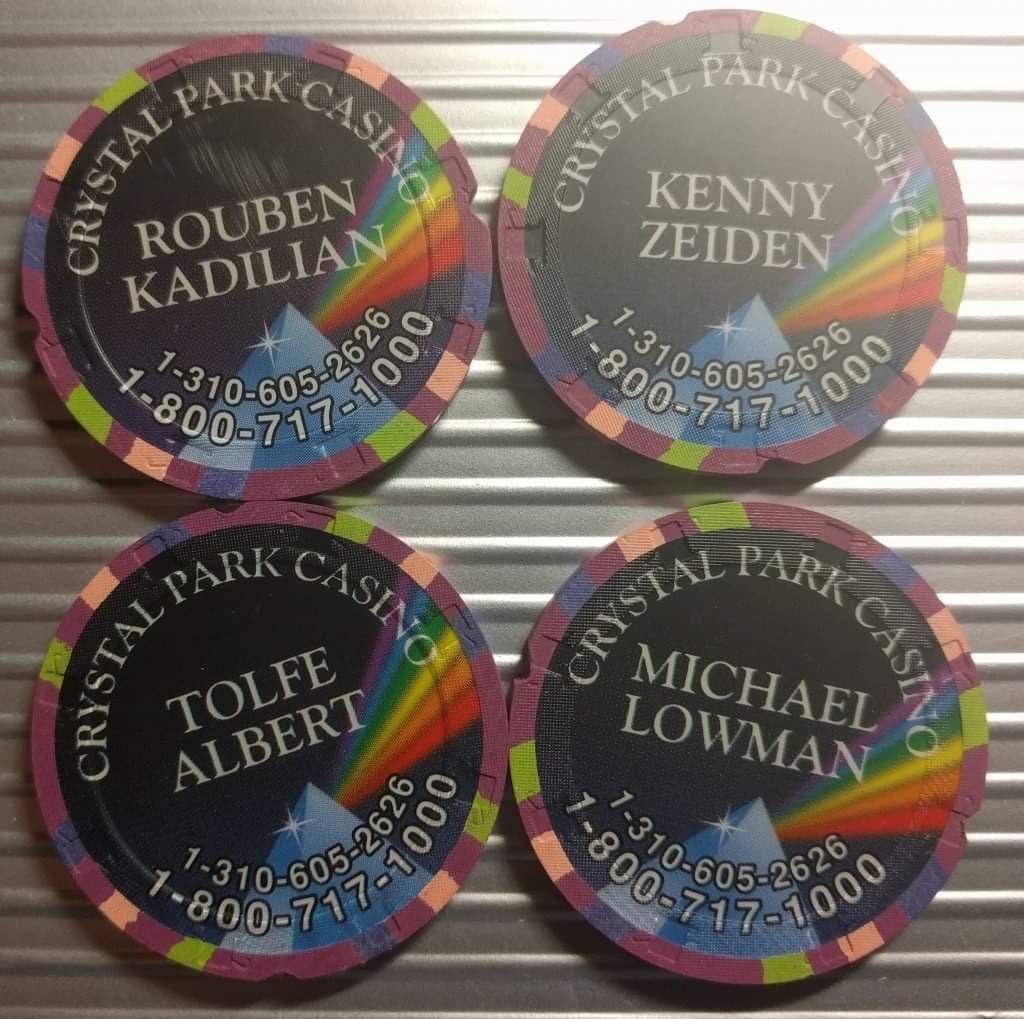 CRYSTAL PARK CASINO
ROUBEN
KADILIAN
1-310-605-2626
1-800-717-1000
CRYSTAL PARK CASINO
KENNY
ZEIDEN
1-310-605-2626
1-800-717-1000
CRYSTAL PARK CASINO
TOLFE
ALBERT
1-310-605-2626
1-800-717-1000
CRYSTAL PARK CASINO
MICHAEL
LOWMAN
1-310-605-2626
1-800-717-1000